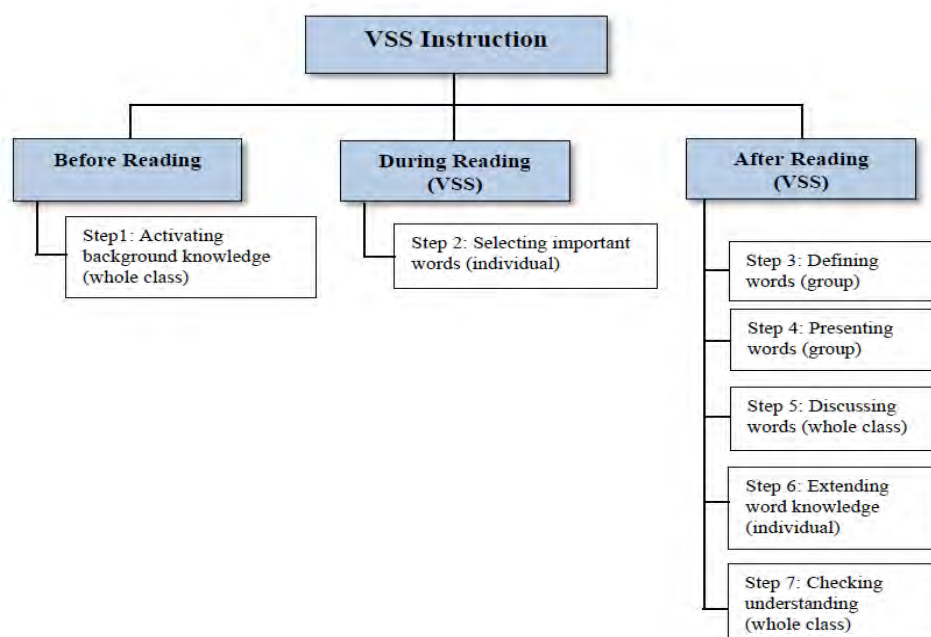 VSS Instruction
Before Reading
During Reading
(VSS)
After Reading
(VSS)
Step1: Activating
background knowledge
(whole class)
Step 2: Selecting important
words (individual)
Step 3: Defining
words (group)
Step 4: Presenting
words (group)
Step 5: Discussing
words (whole class)
Step 6: Extending
word knowledge
(individual)
Step 7: Checking
understanding
(whole class)